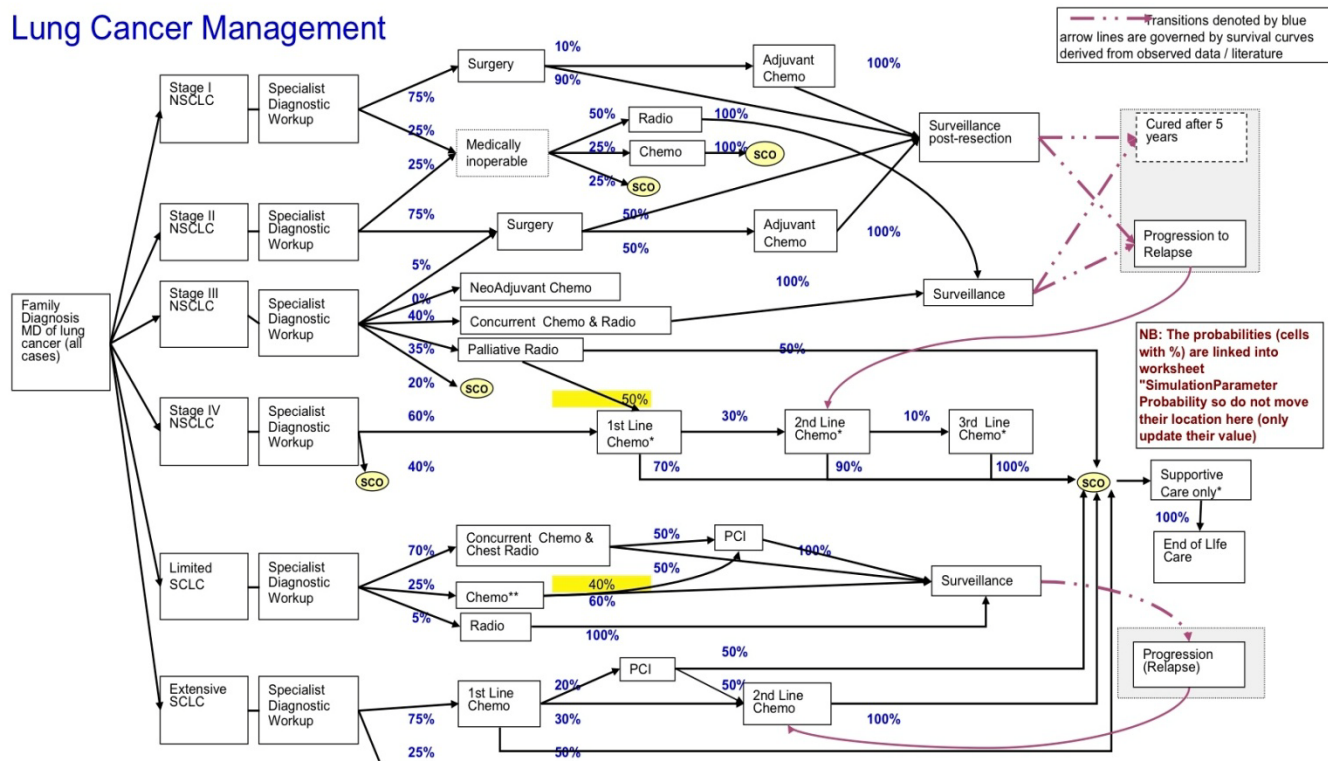 Lung Cancer Management
Transitions denoted by blue
arrow lines are governed by survival curves
derived from observed data / literature
Stage I
NSCLC
Specialist
Diagnostic
Workup
75%
25%
Surgery
10%
90%
Adjuvant
Chemo
100%
Medically
inoperable
50%
Radio
100%
25%
Chemo
100%
SCO
25%
SCO
Surveillance
post-resection
Cured after 5
years
Progression to
Relapse
Stage II
NSCLC
Specialist
Diagnostic
Workup
25%
75%
Surgery
50%
50%
Adjuvant
Chemo
100%
Family
Diagnosis
MD of lung
cancer (all
cases)
Stage III
NSCLC
Specialist
Diagnostic
Workup
5%
0%
NeoAdjuvant Chemo
40%
Concurrent Chemo & Radio
100%
Surveillance
35%
Palliative Radio
50%
20%
SCO
50%
NB: The probabilities (cells
with %) are linked into
worksheet
"SimulationParameter
Probability so do not move
their location here (only
update their value)
Stage IV
NSCLC
Specialist
Diagnostic
Workup
60%
40%
SCO
1st Line
Chemo*
30%
70%
2nd Line
Chemo*
10%
90%
3rd Line
Chemo*
100%
SCO
Supportive
Care only*
100%
End of LIfe
Care
Limited
SCLC
Specialist
Diagnostic
Workup
70%
Concurrent Chemo &
Chest Radio
50%
50%
PCI
100%
25%
Chemo**
40%
60%
5%
Radio
100%
Surveillance
Progression
(Relapse)
Extensive
SCLC
Specialist
Diagnostic
Workup
75%
25%
1st Line
Chemo
20%
30%
50%
PCI
50%
50%
2nd Line
Chemo
100%